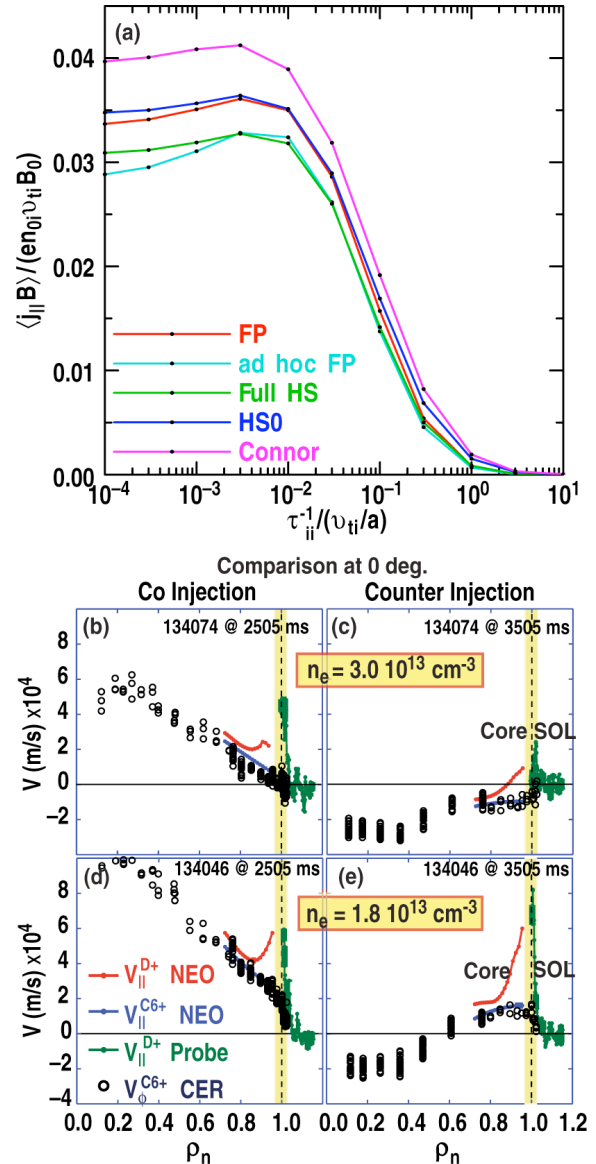 (a)
0.04
0.03
0.02
0.01
0.00
⟨j||B⟩/(en0iυtiB0)
FP
ad hoc FP
Full HS
HS0
Connor
10⁻⁴ 10⁻³ 10⁻² 10⁻¹ 10⁰ 10¹
τii⁻¹/(υti/a)
Comparison at 0 deg.
Co Injection Counter Injection
(b) 134074 @ 2505 ms (c) 134074 @ 3505 ms
ne = 3.0 10¹³ cm⁻³
Core SOL
V (m/s) x10⁴
8
6
4
2
0
−2
(d) 134046 @ 2505 ms (e) 134046 @ 3505 ms
ne = 1.8 10¹³ cm⁻³
Core SOL
V (m/s) x10⁴
8
6
4
2
0
−2
−4
V||D+ NEO
V||C6+ NEO
V||D+ Probe
VϕC6+ CER
0.0 0.2 0.4 0.6 0.8 1.0 0.0 0.2 0.4 0.6 0.8 1.0 1.2
ρn ρn